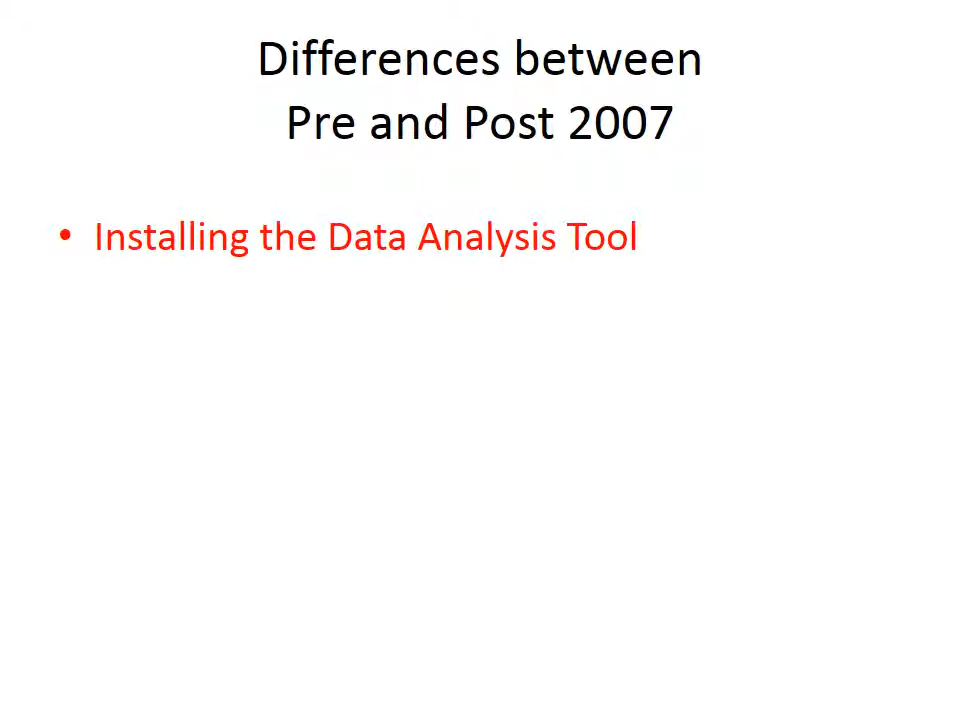 Differences between
Pre and Post 2007
• Installing the Data Analysis Tool